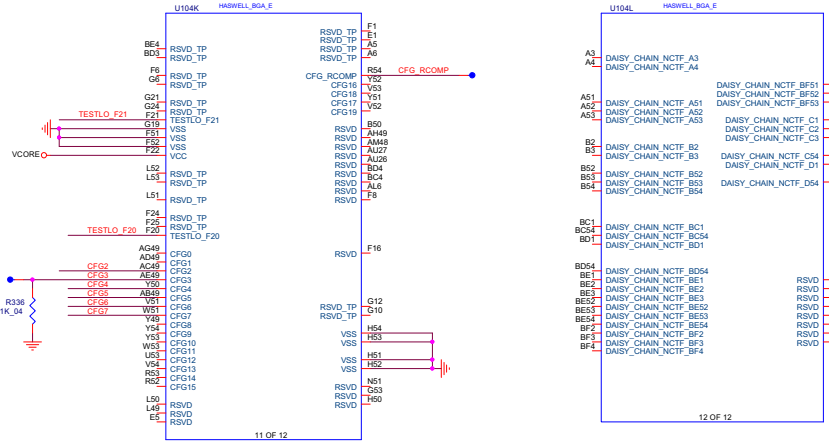 U104K HASWELL_BGA_E
BE4 RSVD_TP
BD3 RSVD_TP
F6 RSVD_TP
G6 RSVD_TP
G21 RSVD_TP
G24 RSVD_TP
TESTLO_F21 F21 TESTLO_F21
G19 VSS
F51 VSS
F52 VSS
VCORE F22 VCC
L52 RSVD_TP
L53 RSVD_TP
L51 RSVD_TP
F24 RSVD_TP
F25 RSVD_TP
TESTLO_F20 F20 TESTLO_F20
AG49 CFG0
AD49 CFG1
CFG2 AC49 CFG2
CFG3 AE49 CFG3
CFG4 Y50 CFG4
CFG5 AB49 CFG5
CFG6 V51 CFG6
CFG7 W51 CFG7
Y49 CFG8
Y54 CFG9
Y53 CFG10
W53 CFG11
U53 CFG12
V54 CFG13
R53 CFG14
R52 CFG15
R336
1K_04
L50 RSVD
L49 RSVD
E5 RSVD
RSVD_TP F1
RSVD_TP E1
RSVD_TP A5
RSVD_TP A6
CFG_RCOMP R54 CFG_RCOMP
CFG16 Y52
CFG18 V53
CFG17 Y51
CFG19 V52
RSVD B50
RSVD AH49
RSVD AM48
RSVD AU27
RSVD AU26
RSVD BD4
RSVD BC4
RSVD AL6
RSVD F8
RSVD F16
RSVD_TP G12
RSVD_TP G10
VSS H54
VSS H53
VSS H51
VSS H52
RSVD N51
RSVD G53
RSVD H50
11 OF 12
U104L HASWELL_BGA_E
A3 DAISY_CHAIN_NCTF_A3
A4 DAISY_CHAIN_NCTF_A4
A51 DAISY_CHAIN_NCTF_A51
A52 DAISY_CHAIN_NCTF_A52
A53 DAISY_CHAIN_NCTF_A53
B2 DAISY_CHAIN_NCTF_B2
B3 DAISY_CHAIN_NCTF_B3
B52 DAISY_CHAIN_NCTF_B52
B53 DAISY_CHAIN_NCTF_B53
B54 DAISY_CHAIN_NCTF_B54
BC1 DAISY_CHAIN_NCTF_BC1
BC54 DAISY_CHAIN_NCTF_BC54
BD1 DAISY_CHAIN_NCTF_BD1
BD54 DAISY_CHAIN_NCTF_BD54
BE1 DAISY_CHAIN_NCTF_BE1
BE2 DAISY_CHAIN_NCTF_BE2
BE3 DAISY_CHAIN_NCTF_BE3
BE52 DAISY_CHAIN_NCTF_BE52
BE53 DAISY_CHAIN_NCTF_BE53
BE54 DAISY_CHAIN_NCTF_BE54
BF2 DAISY_CHAIN_NCTF_BF2
BF3 DAISY_CHAIN_NCTF_BF3
BF4 DAISY_CHAIN_NCTF_BF4
DAISY_CHAIN_NCTF_BF51
DAISY_CHAIN_NCTF_BF52
DAISY_CHAIN_NCTF_BF53
DAISY_CHAIN_NCTF_C1
DAISY_CHAIN_NCTF_C2
DAISY_CHAIN_NCTF_C3
DAISY_CHAIN_NCTF_C54
DAISY_CHAIN_NCTF_D1
DAISY_CHAIN_NCTF_D54
RSVD
RSVD
RSVD
RSVD
RSVD
RSVD
RSVD
RSVD
12 OF 12